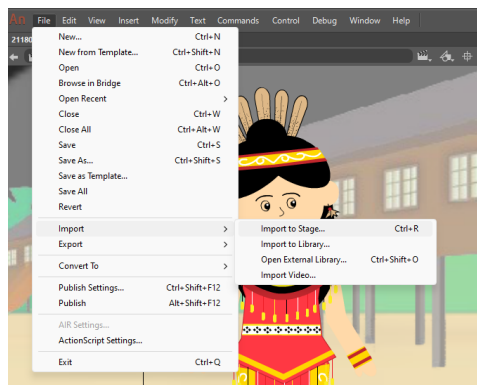 An File Edit View Insert Modify Text Commands Control Debug Window Help
21180
New... Ctrl+N
New from Template... Ctrl+Shift+N
Open Ctrl+O
Browse in Bridge Ctrl+Alt+O
Open Recent >
Close Ctrl+W
Close All Ctrl+Alt+W
Save Ctrl+S
Save As... Ctrl+Shift+S
Save as Template...
Save All
Revert
Import >
Import to Stage... Ctrl+R
Export >
Import to Library...
Open External Library... Ctrl+Shift+O
Convert To >
Import Video...
Publish Settings... Ctrl+Shift+F12
Publish Alt+Shift+F12
AIR Settings...
ActionScript Settings...
Exit Ctrl+Q